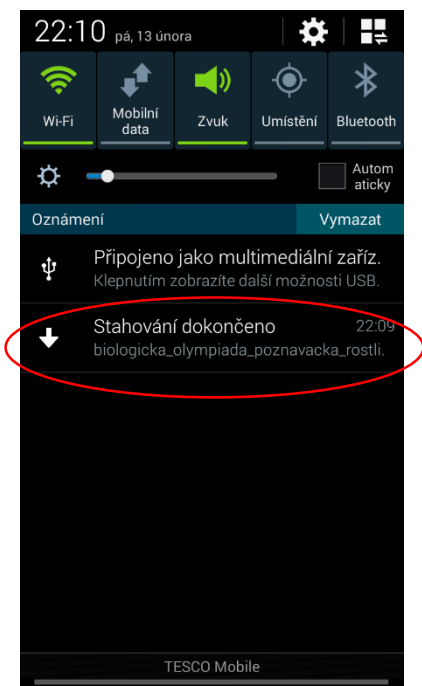 22:10 pá, 13 února
Wi-Fi
Mobilní
data
Zvuk
Umístění
Bluetooth
Autom
aticky
Oznámení Vymazat
Připojeno jako multimediální zaříz.
Klepnutím zobrazíte další možnosti USB.
Stahování dokončeno 22:09
biologicka_olympiada_poznavacka_rostli.
TESCO Mobile